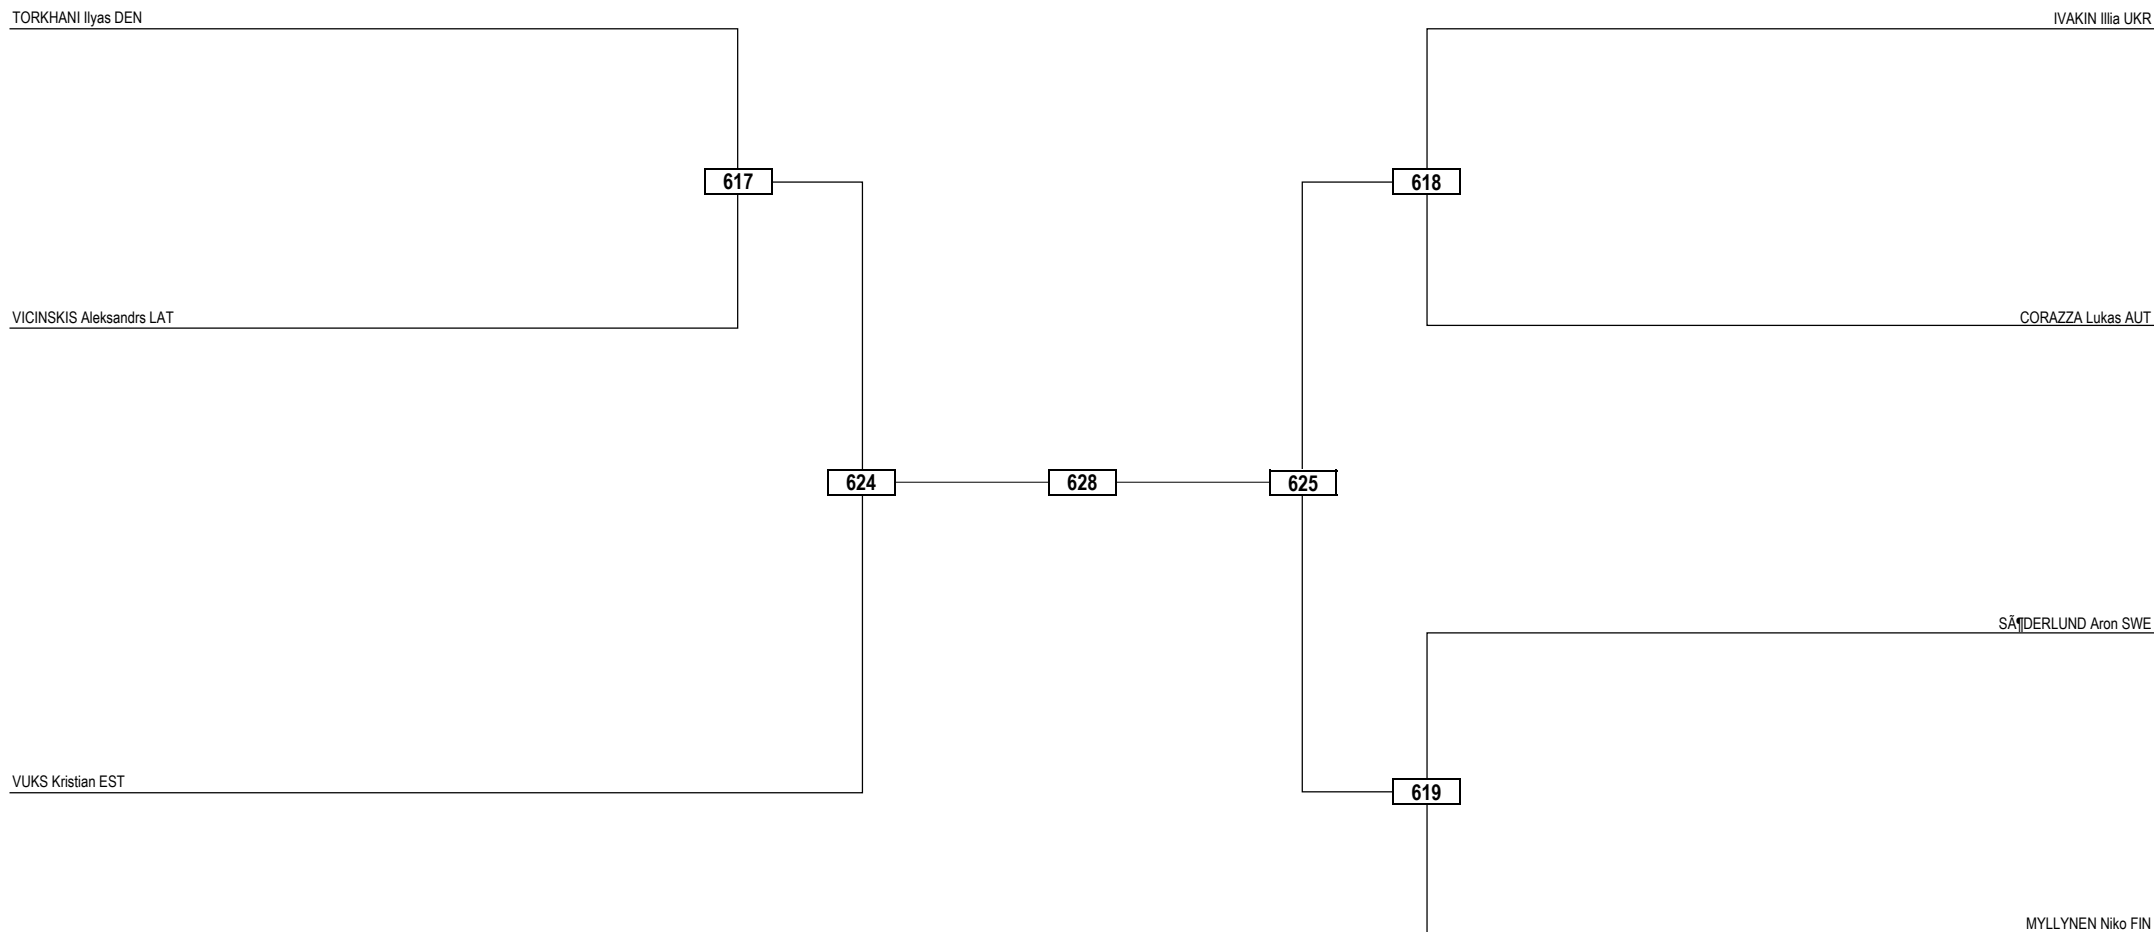 TORKHANI Ilyas DEN
IVAKIN Illia UKR
617
618
VICINSKIS Aleksandrs LAT
CORAZZA Lukas AUT
624
628
625
SÃ¶DERLUND Aron SWE
VUKS Kristian EST
619
MYLLYNEN Niko FIN